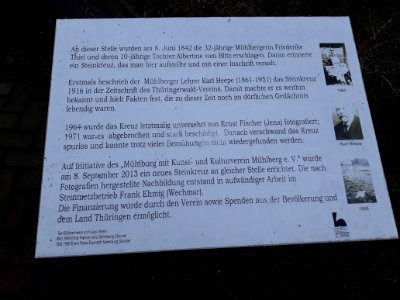 An dieser Stelle wurden am 8. Juni 1842 die 32-jährige Mühlbergerin Friederike
Thiel und deren 10-jährige Tochter Albertine vom Blitz erschlagen. Daran erinnerte
ein Steinkreuz, das man hier aufstellte und mit einer Inschrift versah.
Erstmals beschrieb der Mühlberger Lehrer Karl Heepe (1861-1951) das Steinkreuz
1916 in der Zeitschrift des Thüringerwald-Vereins. Damit machte er es weithin
bekannt und hielt Fakten fest, die zu dieser Zeit noch im dörflichen Gedächtnis
lebendig waren.
1964 wurde das Kreuz letztmalig unversehrt von Ernst Fischer (Jena) fotografiert;
1971 war es abgebrochen und stark beschädigt. Danach verschwand das Kreuz
spurlos und konnte trotz vieler Bemühungen nicht wiedergefunden werden.
Auf Initiative des „Mühlburg mit Kunst- und Kulturverein Mühlberg e. V." wurde
am 8. September 2013 ein neues Steinkreuz an gleicher Stelle errichtet. Die nach
Fotografien hergestellte Nachbildung entstand in aufwändiger Arbeit im
Steinmetzbetrieb Frank Ehmig (Wechmar).
Die Finanzierung wurde durch den Verein sowie Spenden aus der Bevölkerung und
dem Land Thüringen ermöglicht.
Karl Heepe